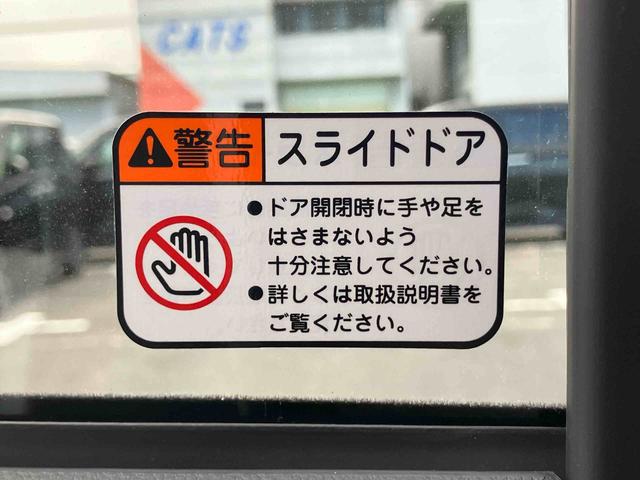 CATS
警告 スライドドア
●ドア開閉時に手や足を
はさまないよう
十分注意してください。
●詳しくは取扱説明書を
ご覧ください。